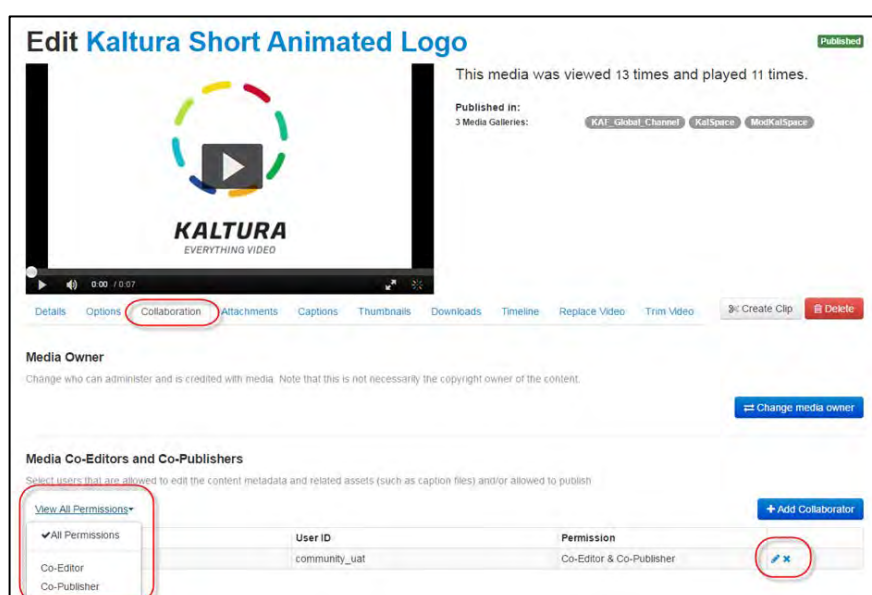 Edit Kaltura Short Animated Logo
Published
This media was viewed 13 times and played 11 times.
Published in:
3 Media Galleries: KAF_Global_Channel KalSpace ModKalSpace
KALTURA
EVERYTHING VIDEO
0:00 / 0:07
Details Options Collaboration Attachments Captions Thumbnails Downloads Timeline Replace Video Trim Video Create Clip Delete
Media Owner
Change who can administer and is credited with media. Note that this is not necessarily the copyright owner of the content.
Change media owner
Media Co-Editors and Co-Publishers
Select users that are allowed to edit the content metadata and related assets (such as caption files) and/or allowed to publish
View All Permissions
+ Add Collaborator
✔All Permissions
User ID Permission
community_uat Co-Editor & Co-Publisher
Co-Editor
Co-Publisher